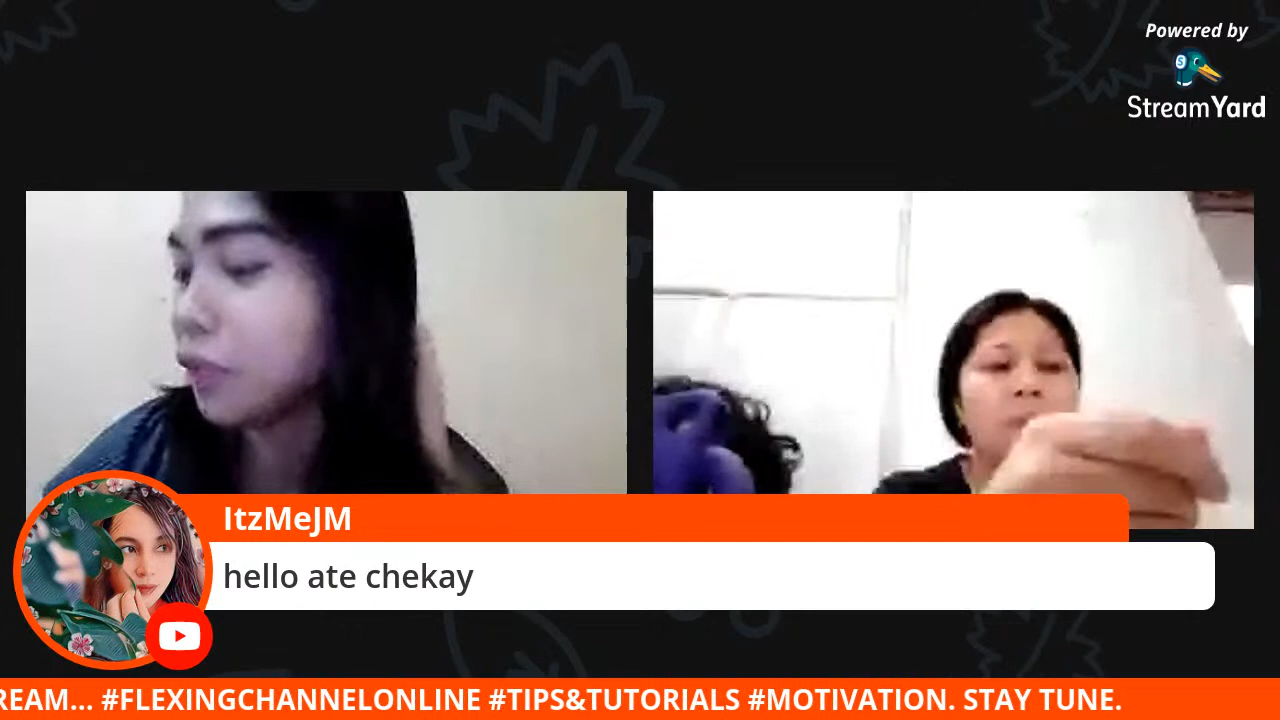 Powered by
StreamYard
ItzMeJM
hello ate chekay
REAM... #FLEXINGCHANNELONLINE #TIPS&TUTORIALS #MOTIVATION. STAY TUNE.